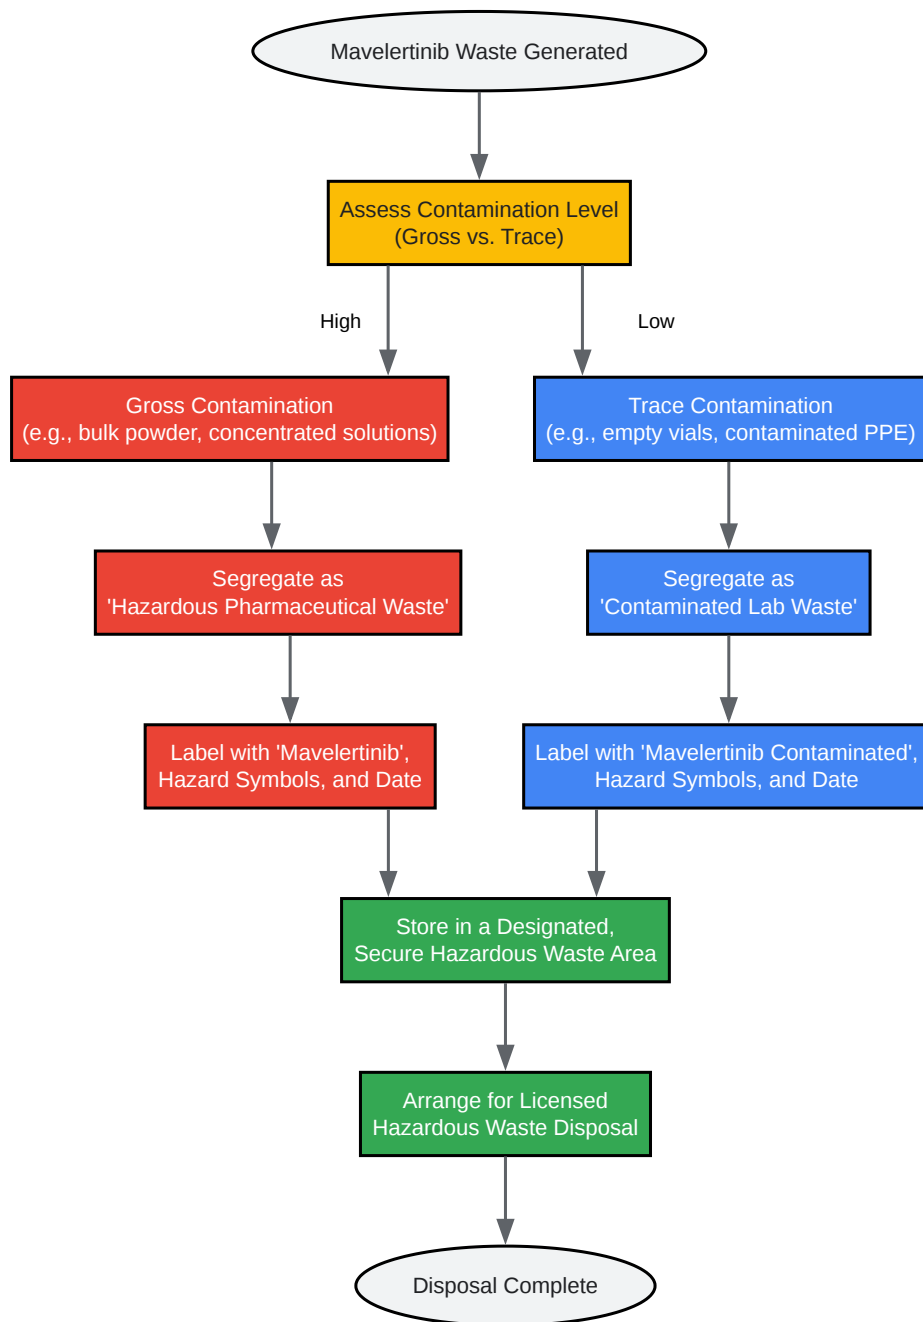 Mavelertinib Waste Generated
Assess Contamination Level
(Gross vs. Trace)
High
Low
Gross Contamination
(e.g., bulk powder, concentrated solutions)
Trace Contamination
(e.g., empty vials, contaminated PPE)
Segregate as
'Hazardous Pharmaceutical Waste'
Segregate as
'Contaminated Lab Waste'
Label with 'Mavelertinib',
Hazard Symbols, and Date
Label with 'Mavelertinib Contaminated',
Hazard Symbols, and Date
Store in a Designated,
Secure Hazardous Waste Area
Arrange for Licensed
Hazardous Waste Disposal
Disposal Complete